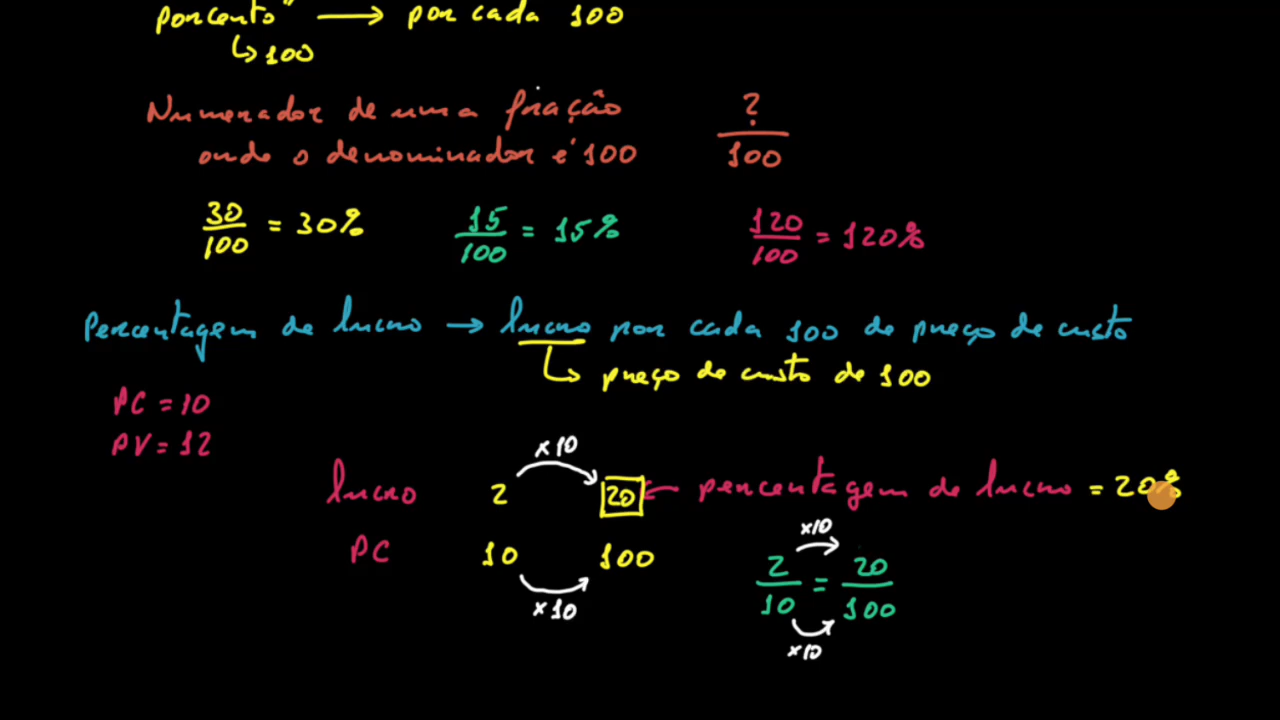 porcento" → por cada 100
↳ 100
Numerador de uma fração ?/100
onde o denominador é 100
30/100 = 30% 15/100 = 15% 120/100 = 120%
Percentagem de lucro → lucro por cada 100 de preço de custo
↳ preço de custo de 100
PC = 10
PV = 12
×10
lucro 2 20 ← percentagem de lucro = 20%
PC 10 100
×10
×10
2/10 = 20/100
×10